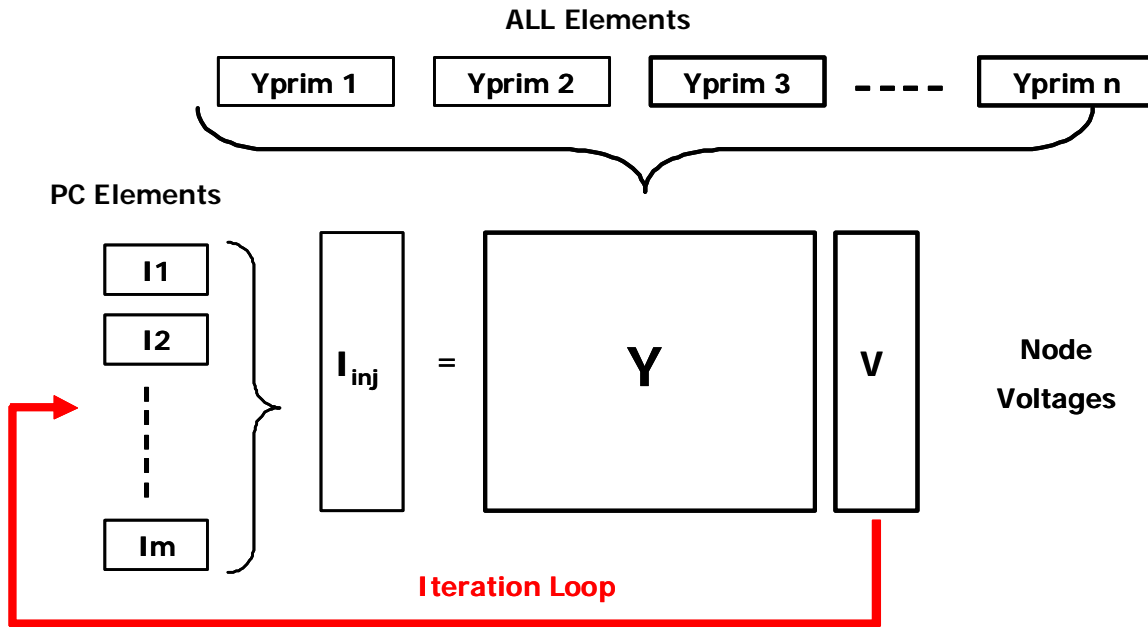 ALL Elements
Yprim 1
Yprim 2
Yprim 3
Yprim n
PC Elements
I1
I2
Im
Iinj
=
Y
V
Node
Voltages
Iteration Loop